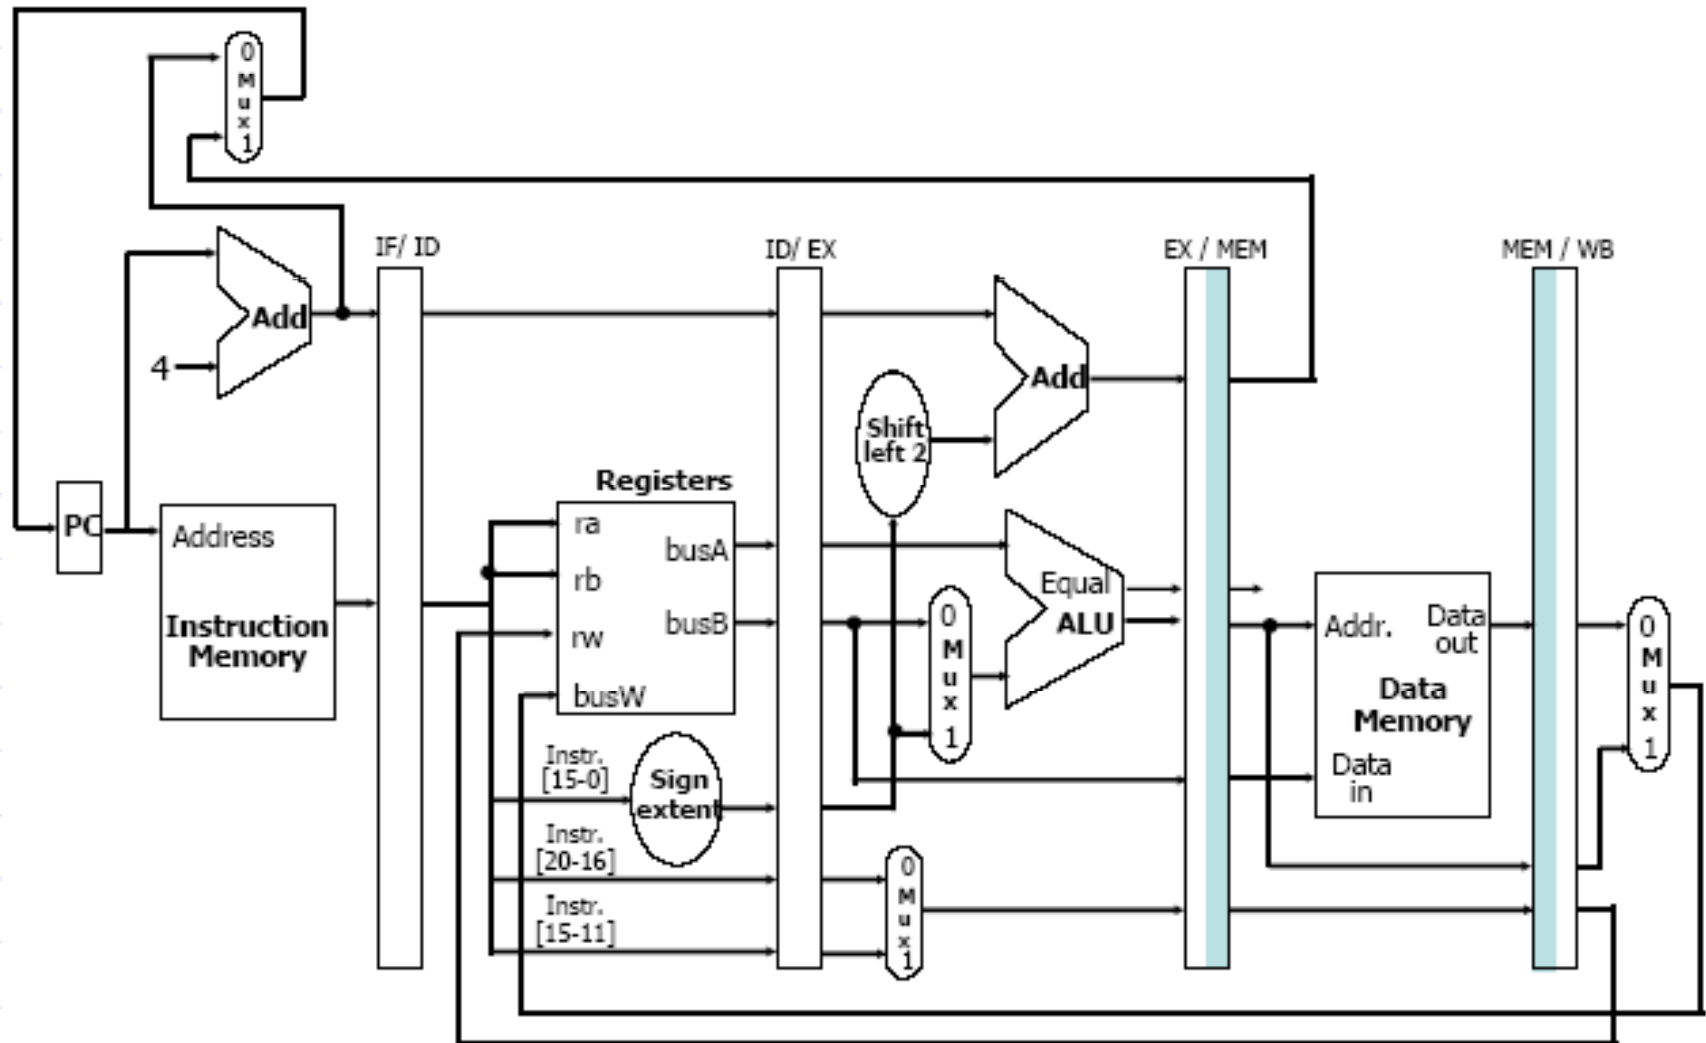 0
M
u
x
1
IF/ ID
ID/ EX
EX / MEM
MEM / WB
Add
4
Add
Shift
left 2
Registers
PC
Address
Instruction
Memory
ra
rb
rw
busW
busA
busB
Equal
ALU
0
M
u
x
1
Addr.
Data
out
Data
Memory
Data
in
0
M
u
x
1
Instr.
[15-0]
Sign
extent
Instr.
[20-16]
Instr.
[15-11]
0
M
u
x
1